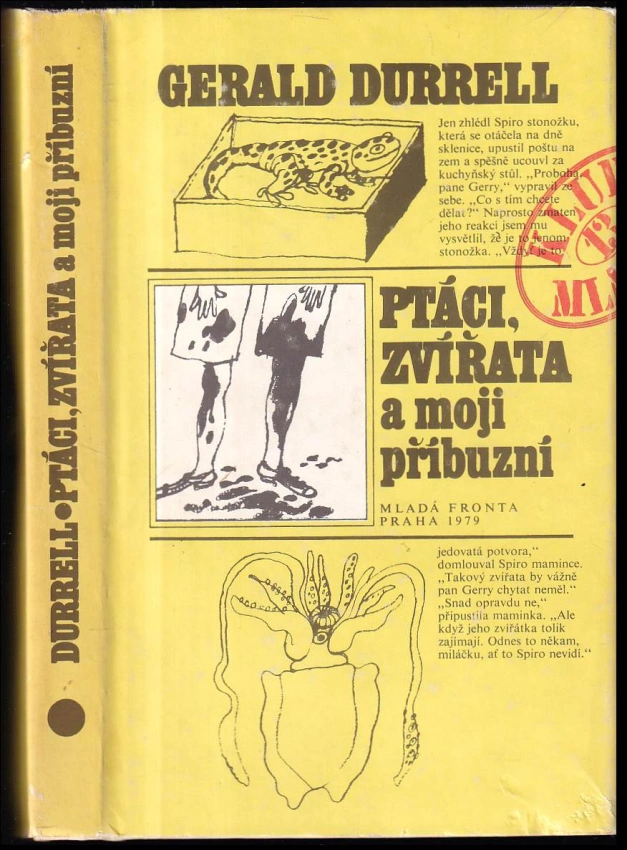 DURRELL•PTÁCI, ZVÍŘATA a moji příbuzní
GERALD DURRELL
Jen zhlédl Spiro stonožku,
která se otáčela na dně
sklenice, upustil poštu na
zem a spěšně ucouvl za
kuchyňský stůl. „Proboha,
pane Gerry,“ vypravil ze
sebe. „Co s tím chcete
dělat?“ Naprosto zmaten
jeho reakcí jsem mu
vysvětlil, že je to jenom
stonožka. „Vždyť je to
PTÁCI,
ZVÍŘATA
a moji
příbuzní
MLADÁ FRONTA
PRAHA 1979
jedovatá potvora,“
domlouval Spiro mamince.
„Takový zvířata by vážně
pan Gerry chytat neměl.“
„Snad opravdu ne,“
připustila maminka. „Ale
když jeho zvířátka tolik
zajímají. Odnes to někam,
miláčku, ať to Spiro nevidí.“